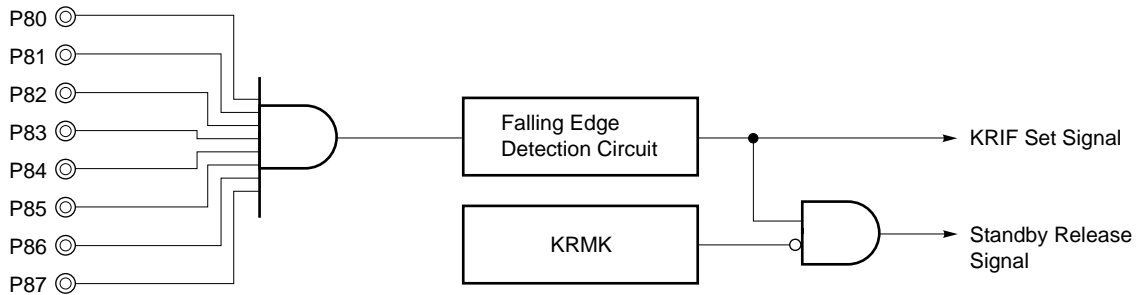 P80
P81
P82
P83
P84
P85
P86
P87
Falling Edge
Detection Circuit
KRIF Set Signal
KRMK
Standby Release
Signal